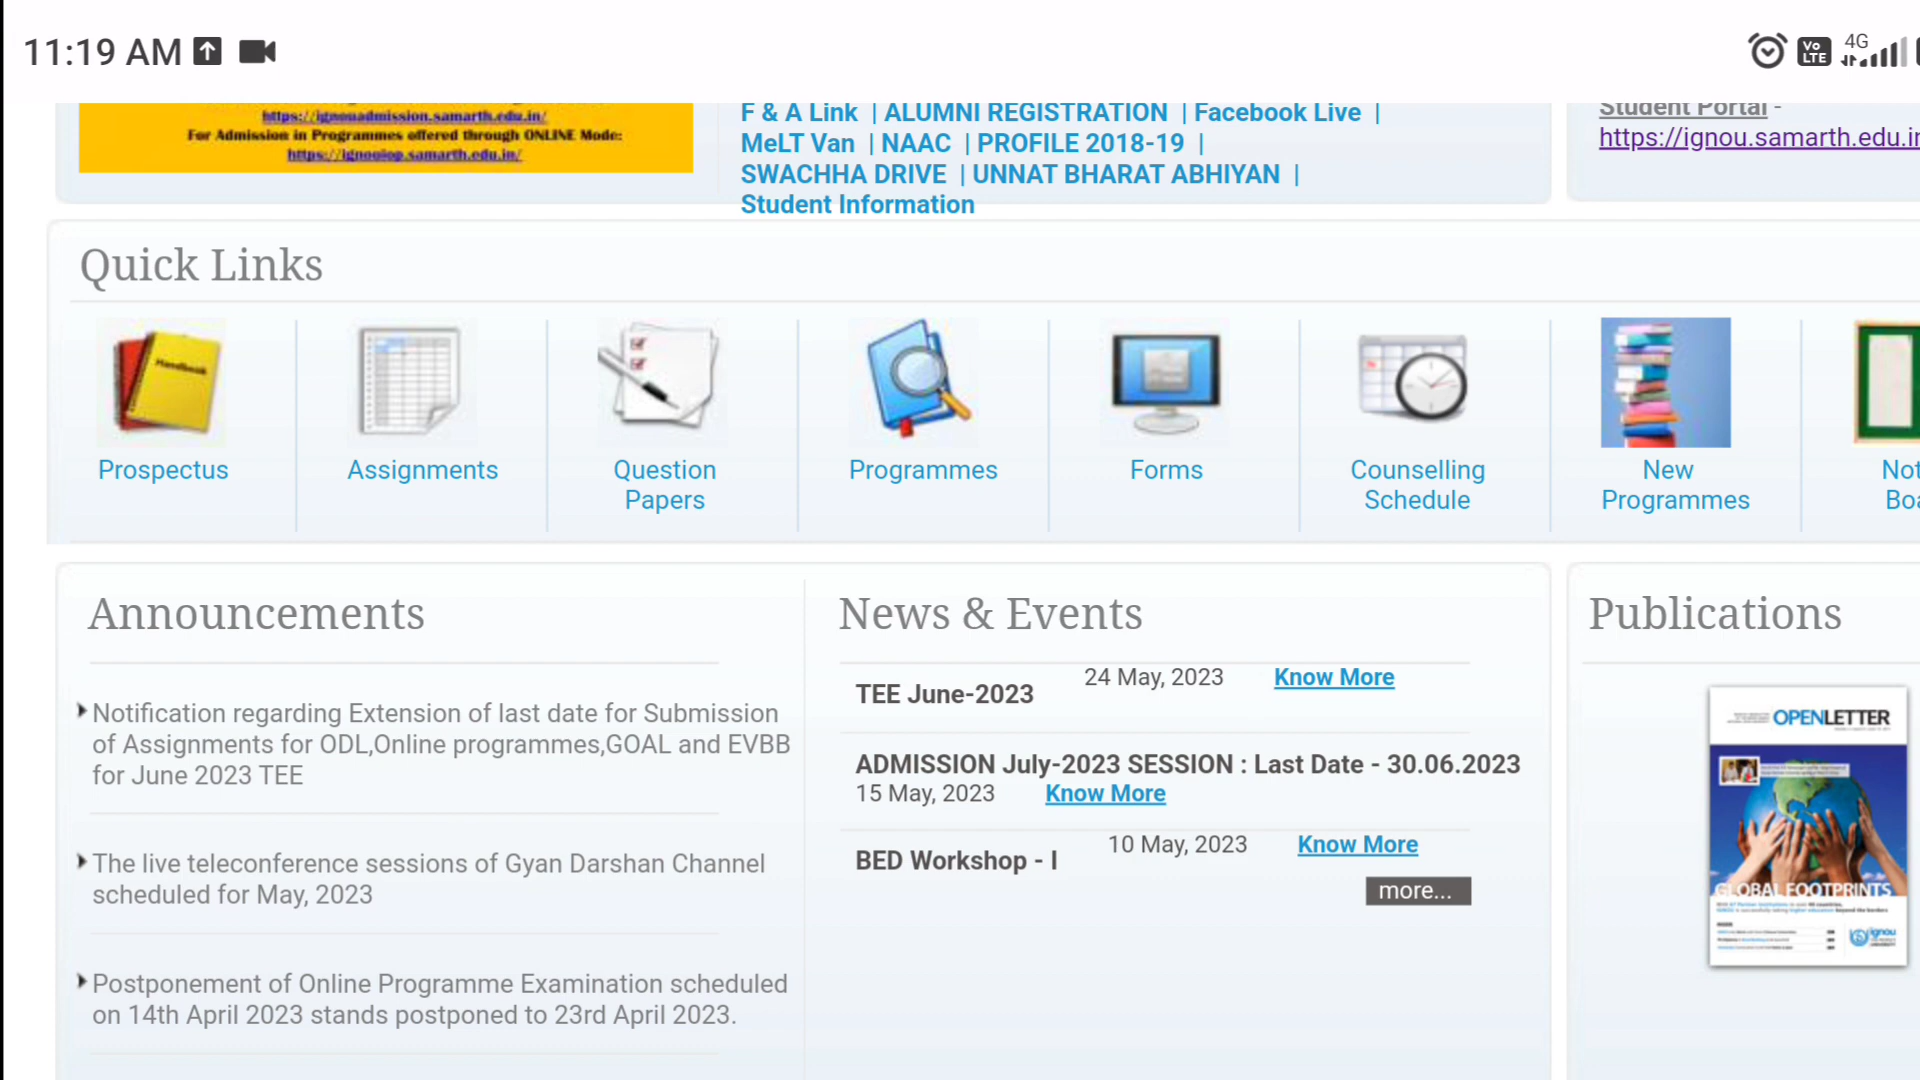 11:19 AM
Vo
LTE
4G
https://ignouadmission.samarth.edu.in/
For Admission in Programmes offered through ONLINE Mode:
https://ignouiop.samarth.edu.in/
F & A Link | ALUMNI REGISTRATION | Facebook Live |
MeLT Van | NAAC | PROFILE 2018-19 |
SWACHHA DRIVE | UNNAT BHARAT ABHIYAN |
Student Information
Student Portal -
https://ignou.samarth.edu.in
Quick Links
Handbook
Prospectus
Assignments
Question
Papers
Programmes
Forms
Counselling
Schedule
New
Programmes
Announcements
Notification regarding Extension of last date for Submission
of Assignments for ODL,Online programmes,GOAL and EVBB
for June 2023 TEE
The live teleconference sessions of Gyan Darshan Channel
scheduled for May, 2023
Postponement of Online Programme Examination scheduled
on 14th April 2023 stands postponed to 23rd April 2023.
News & Events
TEE June-2023 24 May, 2023 Know More
ADMISSION July-2023 SESSION : Last Date - 30.06.2023
15 May, 2023 Know More
BED Workshop - I 10 May, 2023 Know More
more...
Publications
OPENLETTER
GLOBAL FOOTPRINTS
ignou